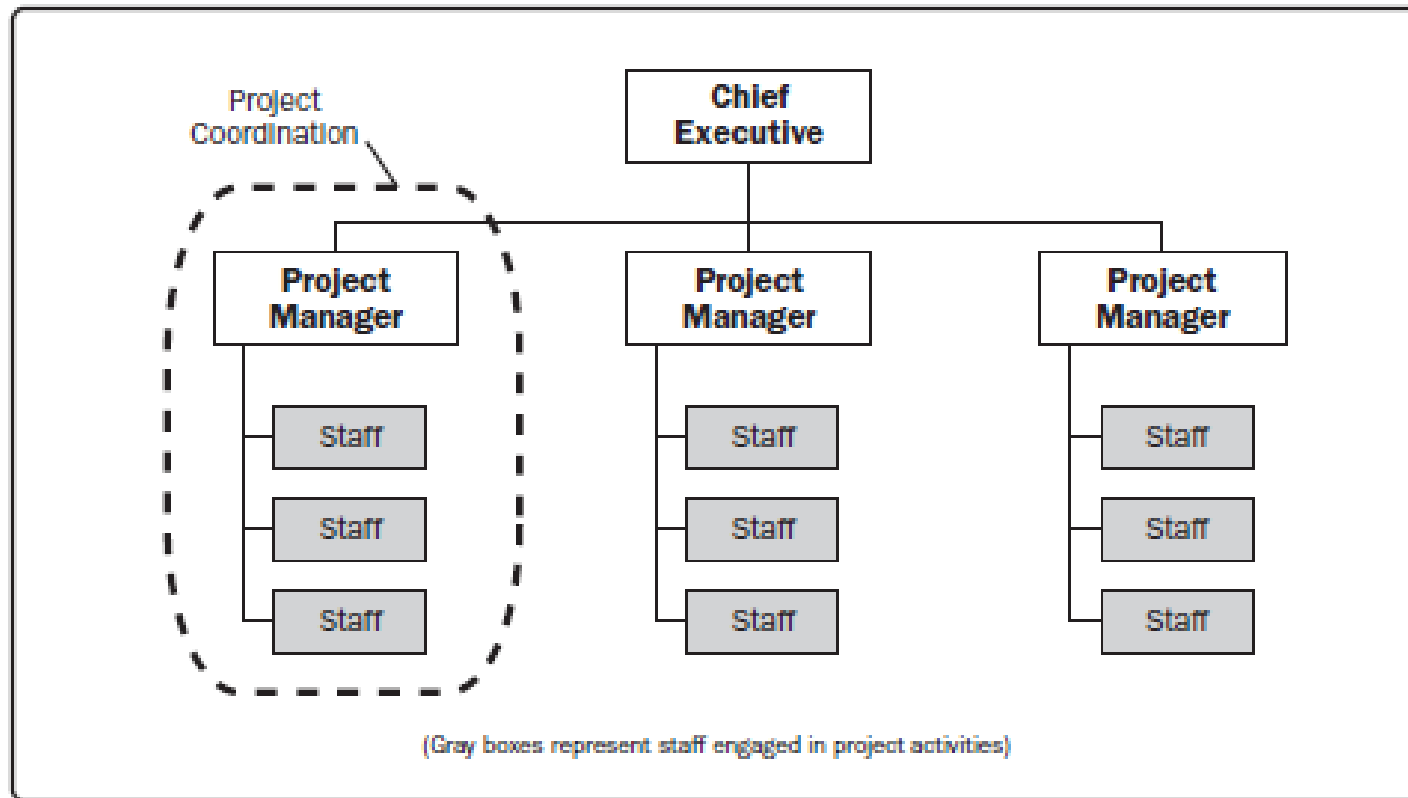 Project
Coordination
Chief
Executive
Project
Manager
Project
Manager
Project
Manager
Staff
Staff
Staff
Staff
Staff
Staff
Staff
Staff
Staff
(Gray boxes represent staff engaged in project activities)